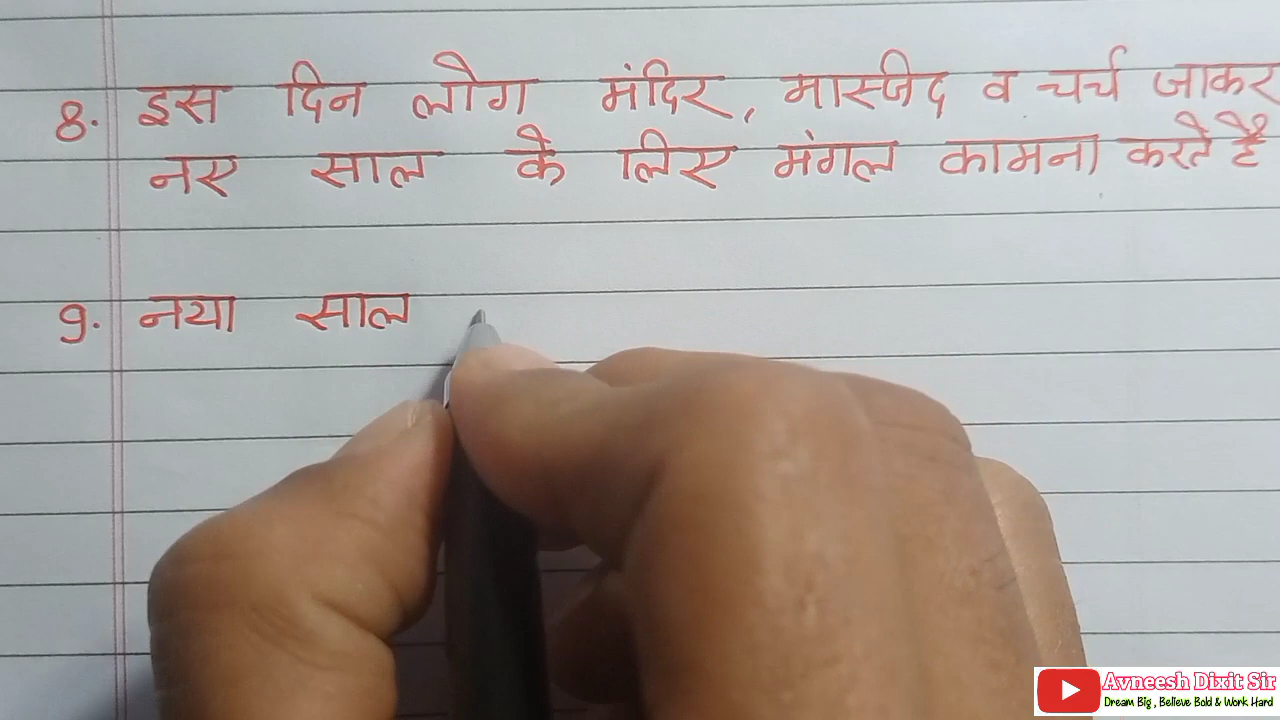 8. इस दिन लोग मंदिर, मास्जीद व चर्च जाकर
नए साल के लिए मंगल कामना करते है
9. नया साल
Avneesh Dixit Sir
Dream Big , Believe Bold & Work Hard